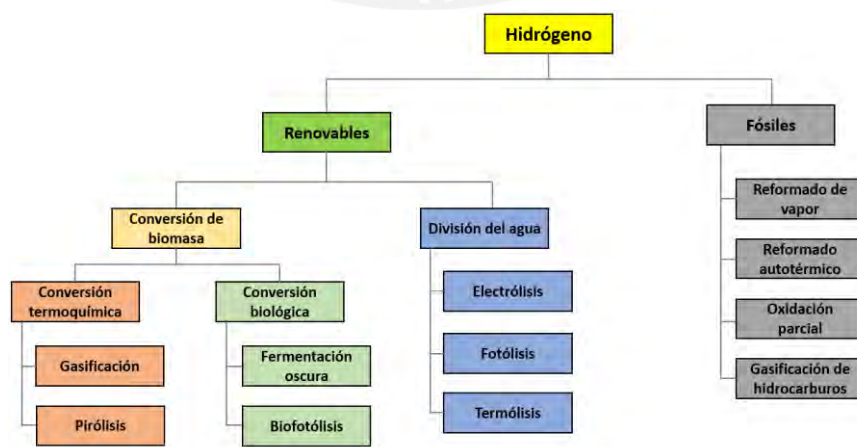 Hidrógeno
Renovables
Fósiles
Conversión de
biomasa
División del agua
Reformado de
vapor
Reformado
autotérmico
Oxidación
parcial
Gasificación de
hidrocarburos
Conversión
termoquímica
Conversión
biológica
Electrólisis
Gasificación
Fermentación
oscura
Fotólisis
Pirólisis
Biofotólisis
Termólisis